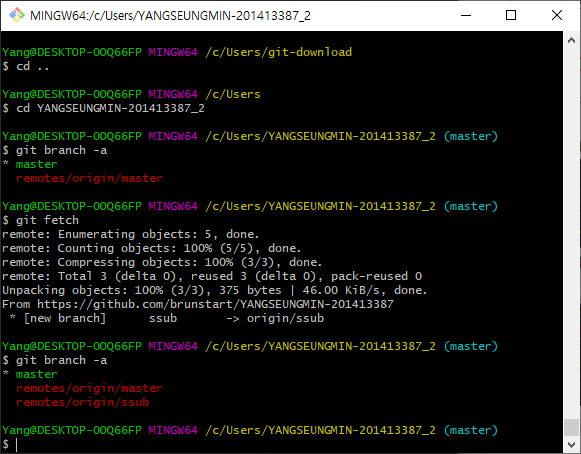 MINGW64:/c/Users/YANGSEUNGMIN-201413387_2
Yang@DESKTOP-OOQ66FP MINGW64 /c/Users/git-download
$ cd ..
Yang@DESKTOP-OOQ66FP MINGW64 /c/Users
$ cd YANGSEUNGMIN-201413387_2
Yang@DESKTOP-OOQ66FP MINGW64 /c/Users/YANGSEUNGMIN-201413387_2 (master)
$ git branch -a
* master
remotes/origin/master
Yang@DESKTOP-OOQ66FP MINGW64 /c/Users/YANGSEUNGMIN-201413387_2 (master)
$ git fetch
remote: Enumerating objects: 5, done.
remote: Counting objects: 100% (5/5), done.
remote: Compressing objects: 100% (3/3), done.
remote: Total 3 (delta 0), reused 3 (delta 0), pack-reused 0
Unpacking objects: 100% (3/3), 375 bytes | 46.00 KiB/s, done.
From https://github.com/brunstart/YANGSEUNGMIN-201413387
* [new branch]      ssub       -> origin/ssub
Yang@DESKTOP-OOQ66FP MINGW64 /c/Users/YANGSEUNGMIN-201413387_2 (master)
$ git branch -a
* master
remotes/origin/master
remotes/origin/ssub
Yang@DESKTOP-OOQ66FP MINGW64 /c/Users/YANGSEUNGMIN-201413387_2 (master)
$